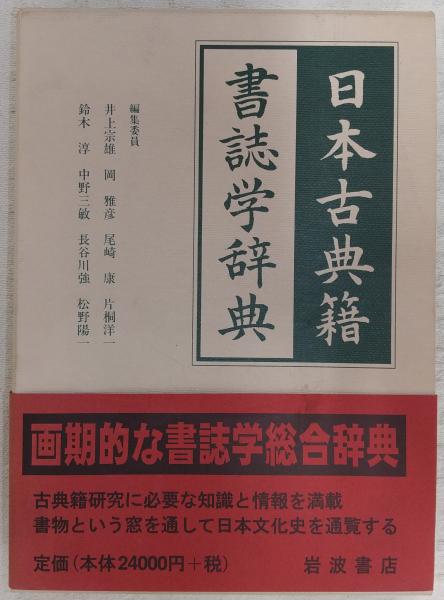 日本古典籍
書誌学辞典
編集委員
井上宗雄 岡 雅彦 尾崎 康 片桐洋一
鈴木 淳 中野三敏 長谷川強 松野陽一
画期的な書誌学総合辞典
古典籍研究に必要な知識と情報を満載
書物という窓を通して日本文化史を通覧する
定価(本体24000円+税) 岩波書店